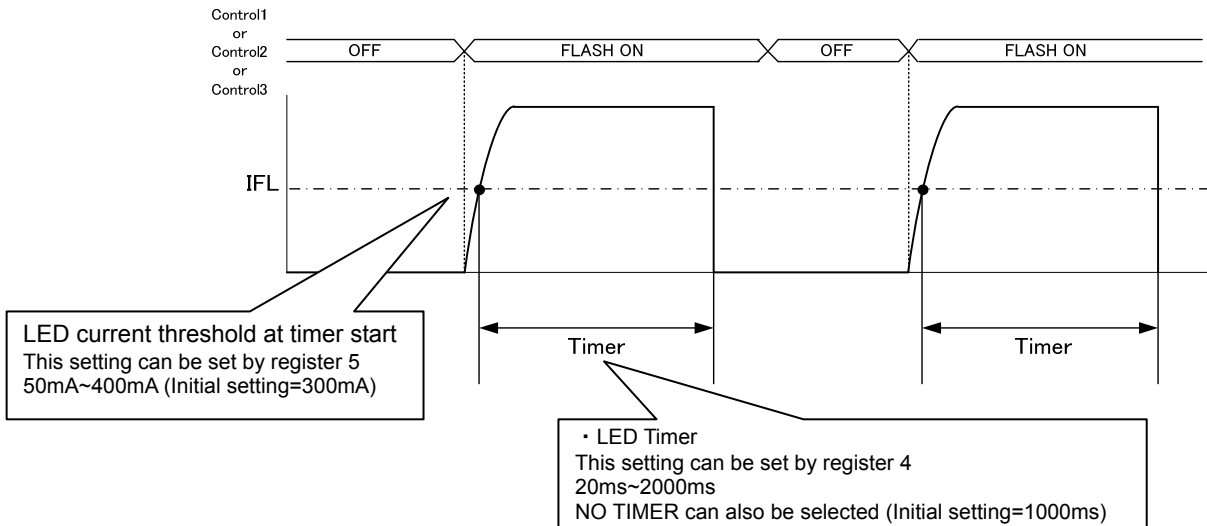 Control1
or
Control2
or
Control3
OFF
FLASH ON
OFF
FLASH ON
IFL
LED current threshold at timer start
This setting can be set by register 5
50mA~400mA (Initial setting=300mA)
Timer
Timer
・LED Timer
This setting can be set by register 4
20ms~2000ms
NO TIMER can also be selected (Initial setting=1000ms)